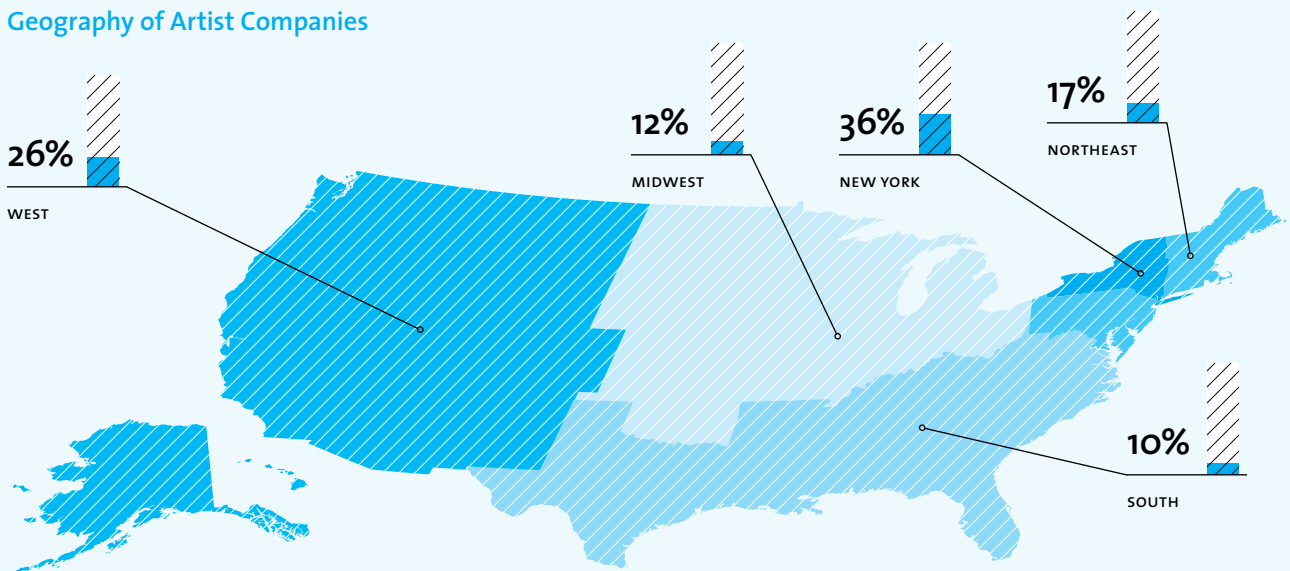 Geography of Artist Companies
26%
WEST
12%
MIDWEST
36%
NEW YORK
17%
NORTHEAST
10%
SOUTH